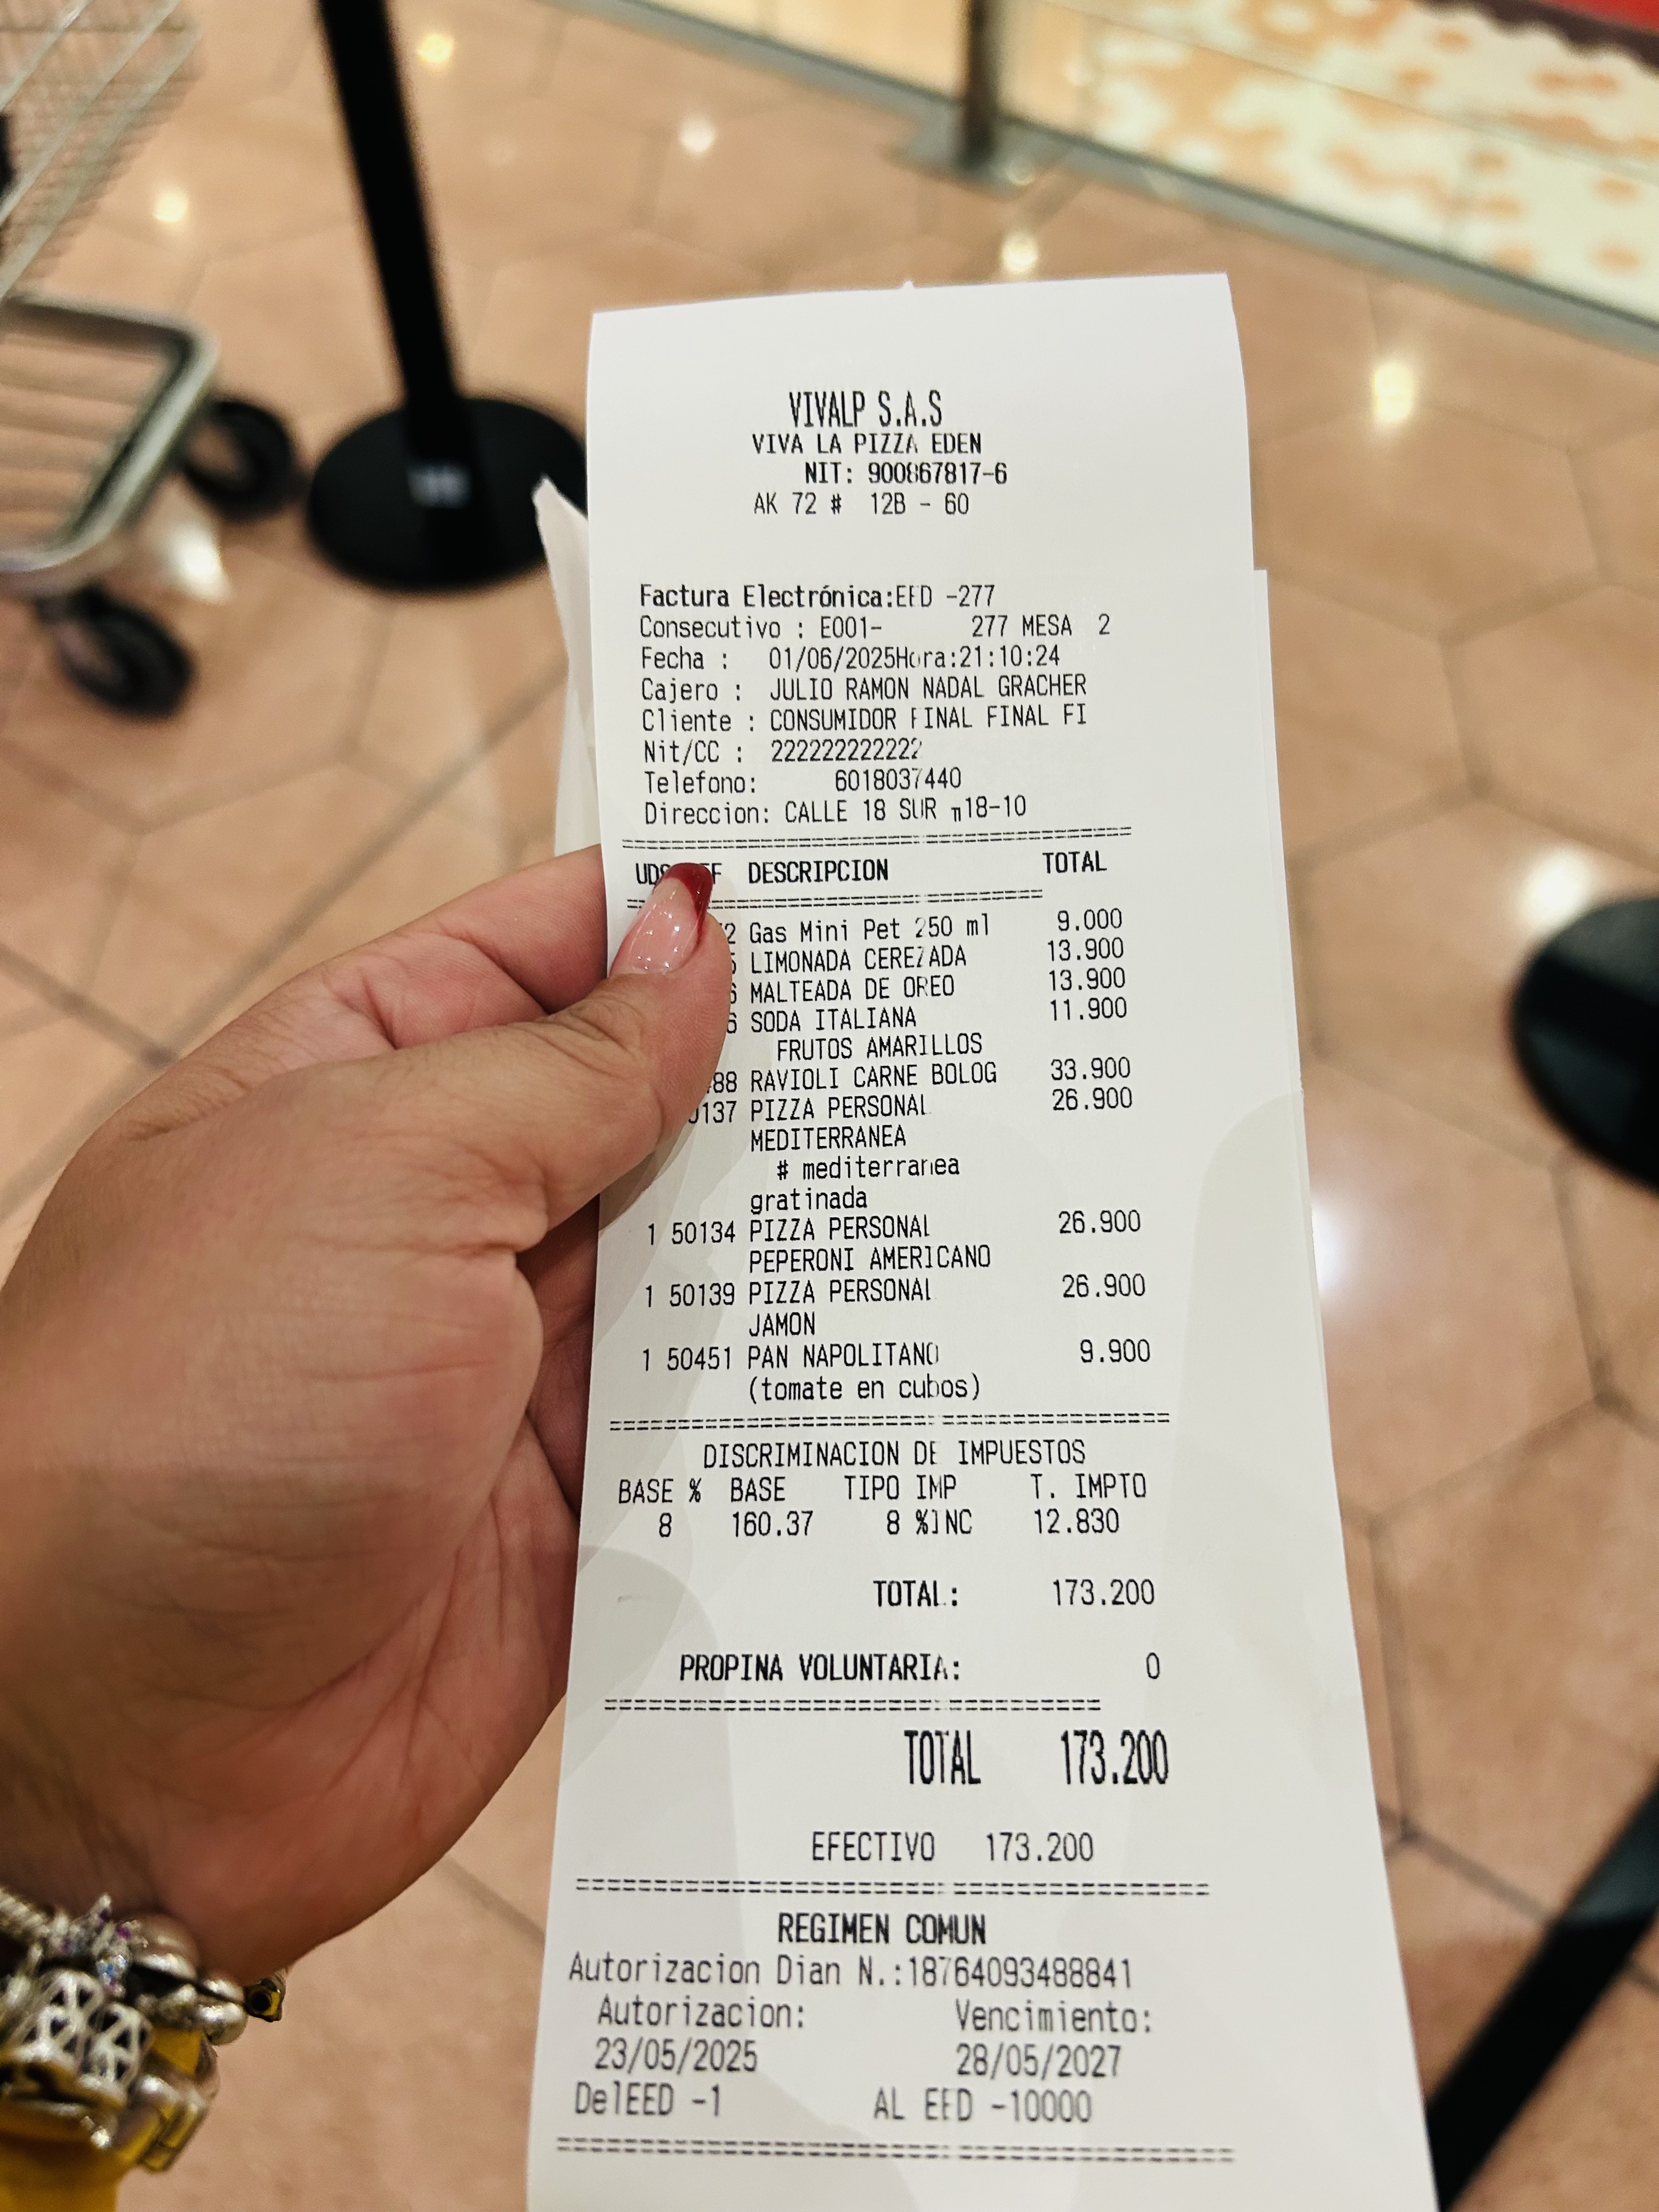 VIVALP S.A.S
VIVA LA PIZZA EDEN
NIT: 900867817-6
AK 72 # 12B - 60
Factura Electrónica:EED -277
Consecutivo : E001- 277 MESA 2
Fecha : 01/06/2025Hora:21:10:24
Cajero : JULIO RAMON NADAL GRACHER
Cliente : CONSUMIDOR FINAL FINAL FI
Nit/CC : 222222222222
Telefono: 6018037440
Direccion: CALLE 18 SUR 18-10
DESCRIPCION TOTAL
Gas Mini Pet 250 ml 9.000
LIMONADA CEREZADA 13.900
MALTEADA DE OREO 13.900
SODA ITALIANA 11.900
FRUTOS AMARILLOS
RAVIOLI CARNE BOLOG 33.900
PIZZA PERSONAL 26.900
MEDITERRANEA
# mediterranea
gratinada
1 50134 PIZZA PERSONAL 26.900
PEPERONI AMERICANO
1 50139 PIZZA PERSONAL 26.900
JAMON
1 50451 PAN NAPOLITANO 9.900
(tomate en cubos)
DISCRIMINACION DE IMPUESTOS
BASE % BASE TIPO IMP T. IMPTO
8 160.37 8 %INC 12.830
TOTAL: 173.200
PROPINA VOLUNTARIA: 0
TOTAL 173.200
EFECTIVO 173.200
REGIMEN COMUN
Autorizacion Dian N.:18764093488841
Autorizacion: Vencimiento:
23/05/2025 28/05/2027
DelEED -1 AL EED -10000